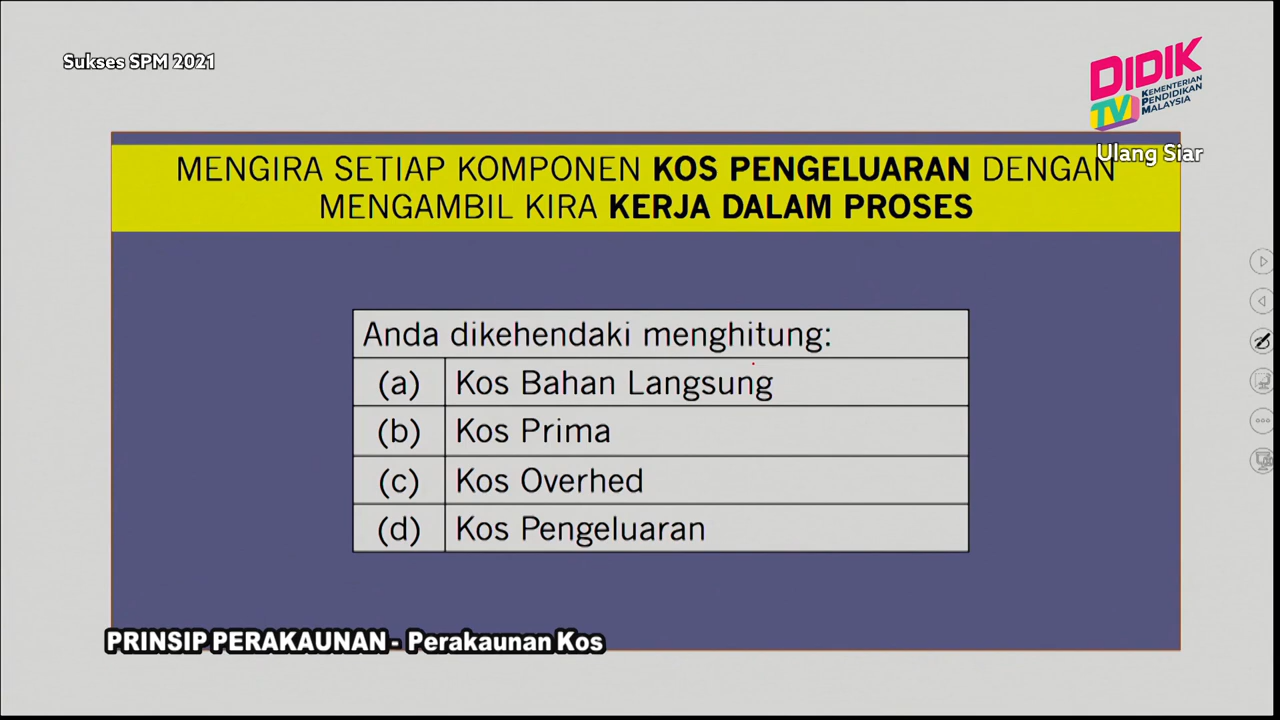 Sukses SPM 2021
DIDIK
TV
KEMENTERIAN
PENDIDIKAN
MALAYSIA
Ulang Siar
MENGIRA SETIAP KOMPONEN KOS PENGELUARAN DENGAN
MENGAMBIL KIRA KERJA DALAM PROSES
Anda dikehendaki menghitung:
(a) Kos Bahan Langsung
(b) Kos Prima
(c) Kos Overhed
(d) Kos Pengeluaran
PRINSIP PERAKAUNAN - Perakaunan Kos